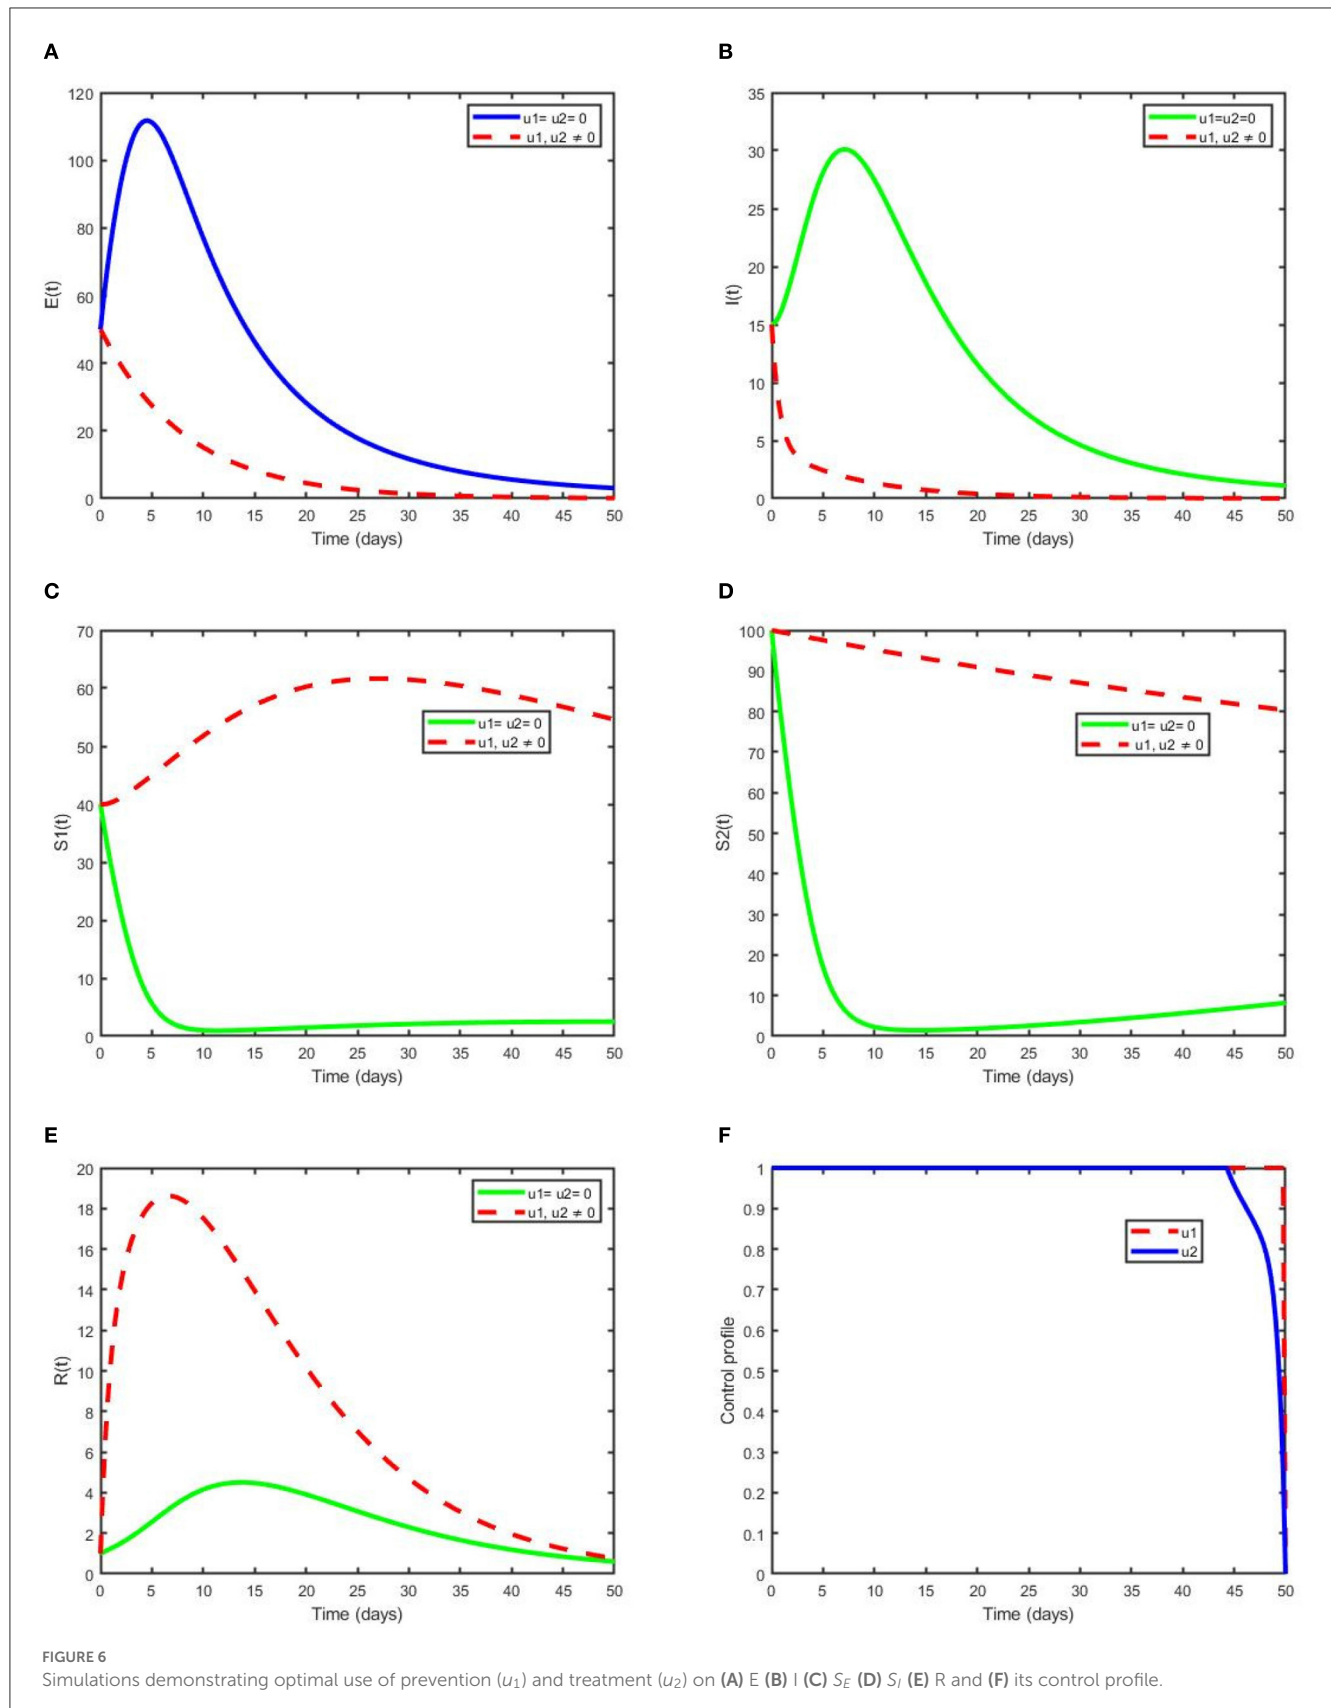 A
120
100
80
60
40
20
0
E(t)
u1= u2= 0
u1, u2 ≠ 0
0 5 10 15 20 25 30 35 40 45 50
Time (days)
B
35
30
25
20
15
10
5
0
I(t)
u1=u2=0
u1, u2 ≠ 0
0 5 10 15 20 25 30 35 40 45 50
Time (days)
C
70
60
50
40
30
20
10
0
S1(t)
u1= u2= 0
u1, u2 ≠ 0
0 5 10 15 20 25 30 35 40 45 50
Time (days)
D
100
90
80
70
60
50
40
30
20
10
0
S2(t)
u1= u2= 0
u1, u2 ≠ 0
0 5 10 15 20 25 30 35 40 45 50
Time (days)
E
20
18
16
14
12
10
8
6
4
2
0
R(t)
u1= u2= 0
u1, u2 ≠ 0
0 5 10 15 20 25 30 35 40 45 50
Time (days)
F
1
0.9
0.8
0.7
0.6
0.5
0.4
0.3
0.2
0.1
0
Control profile
u1
u2
0 5 10 15 20 25 30 35 40 45 50
Time (days)
FIGURE 6
Simulations demonstrating optimal use of prevention (u1) and treatment (u2) on (A) E (B) I (C) SE (D) SI (E) R and (F) its control profile.